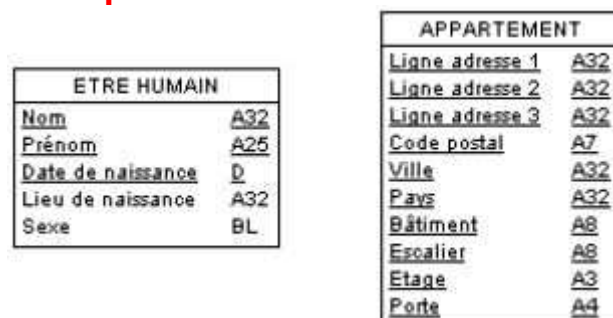 ETRE HUMAIN
Nom A32
Prénom A25
Date de naissance D
Lieu de naissance A32
Sexe BL
APPARTEMENT
Ligne adresse 1 A32
Ligne adresse 2 A32
Ligne adresse 3 A32
Code postal A7
Ville A32
Pays A32
Bâtiment A8
Escalier A8
Etage A3
Porte A4